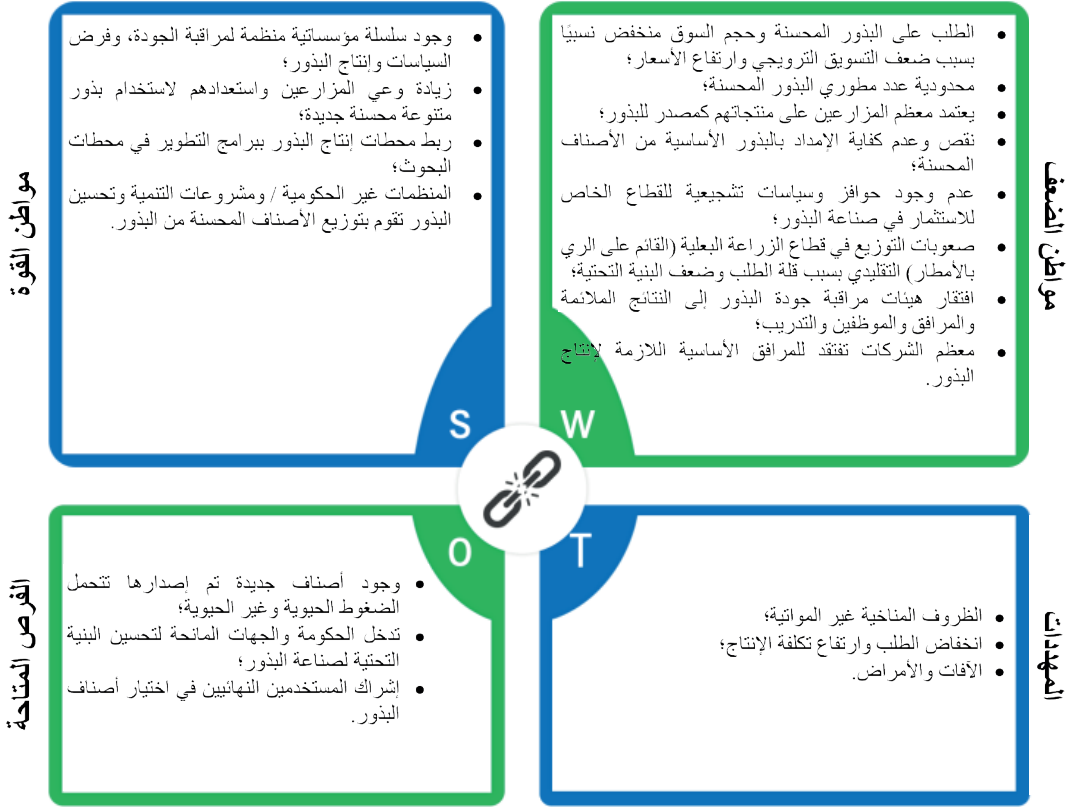 مواطن الضعف
• الطلب على البذور المحسنة وحجم السوق منخفض نسبيًا
بسبب ضعف التسويق الترويجي وارتفاع الأسعار؛
• محدودية عدد مطوري البذور المحسنة؛
• يعتمد معظم المزارعين على منتجاتهم كمصدر للبذور؛
• نقص وعدم كفاية الإمداد بالبذور الأساسية من الأصناف
المحسنة؛
• عدم وجود حوافز وسياسات تشجيعية للقطاع الخاص
للاستثمار في صناعة البذور؛
• صعوبات التوزيع في قطاع الزراعة البعلية (القائم على الري
بالأمطار) التقليدي بسبب قلة الطلب وضعف البنية التحتية؛
• افتقار هيئات مراقبة جودة البذور إلى النتائج الملائمة
والمرافق والموظفين والتدريب؛
• معظم الشركات تفتقد للمرافق الأساسية اللازمة لإنتاج
البذور.
W
مواطن القوة
• وجود سلسلة مؤسساتية منظمة لمراقبة الجودة، وفرض
السياسات وإنتاج البذور؛
• زيادة وعي المزارعين واستعدادهم لاستخدام بذور
متنوعة محسنة جديدة؛
• ربط محطات إنتاج البذور ببرامج التطوير في محطات
البحوث؛
• المنظمات غير الحكومية / ومشروعات التنمية وتحسين
البذور تقوم بتوزيع الأصناف المحسنة من البذور.
S
المهددات
T
• الظروف المناخية غير المواتية؛
• انخفاض الطلب وارتفاع تكلفة الإنتاج؛
• الآفات والأمراض.
الفرص المتاحة
O
• وجود أصناف جديدة تم إصدارها تتحمل
الضغوط الحيوية وغير الحيوية؛
• تدخل الحكومة والجهات المانحة لتحسين البنية
التحتية لصناعة البذور؛
• إشراك المستخدمين النهائيين في اختيار أصناف
البذور.